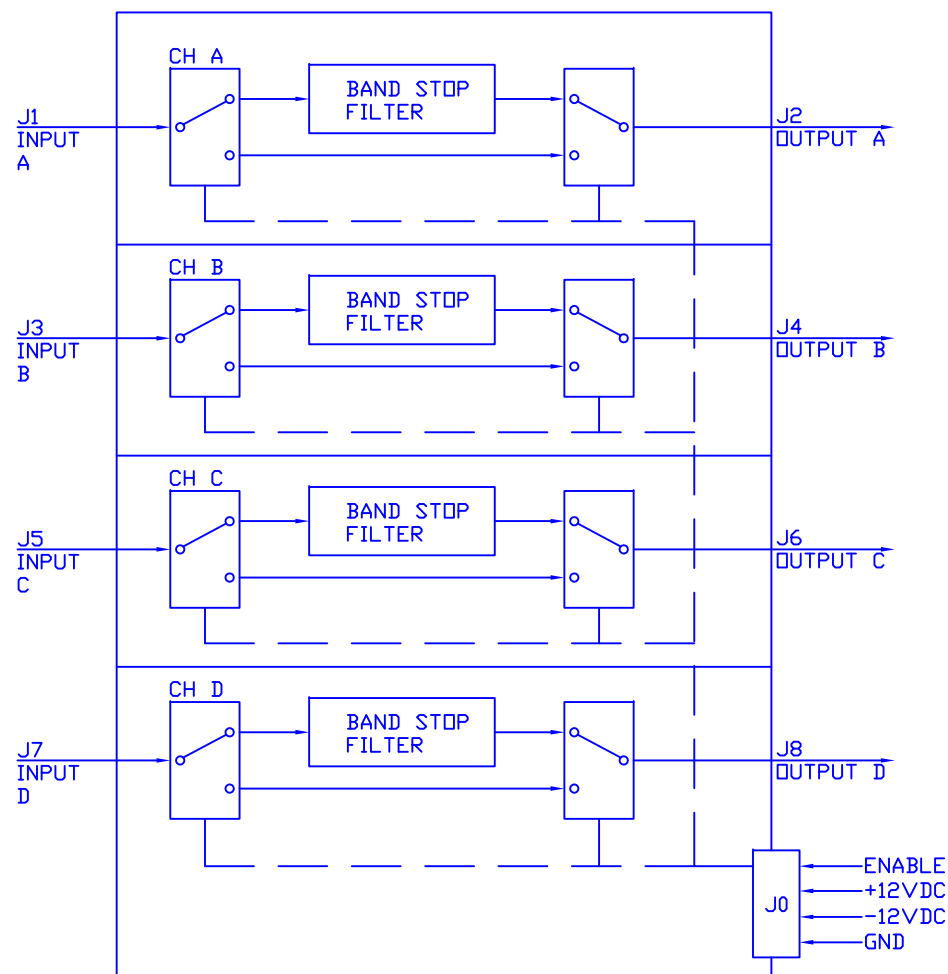 CH A
BAND STOP
FILTER
J1
INPUT
A
J2
OUTPUT A
CH B
BAND STOP
FILTER
J3
INPUT
B
J4
OUTPUT B
CH C
BAND STOP
FILTER
J5
INPUT
C
J6
OUTPUT C
CH D
BAND STOP
FILTER
J7
INPUT
D
J8
OUTPUT D
J0
ENABLE
+12VDC
-12VDC
GND